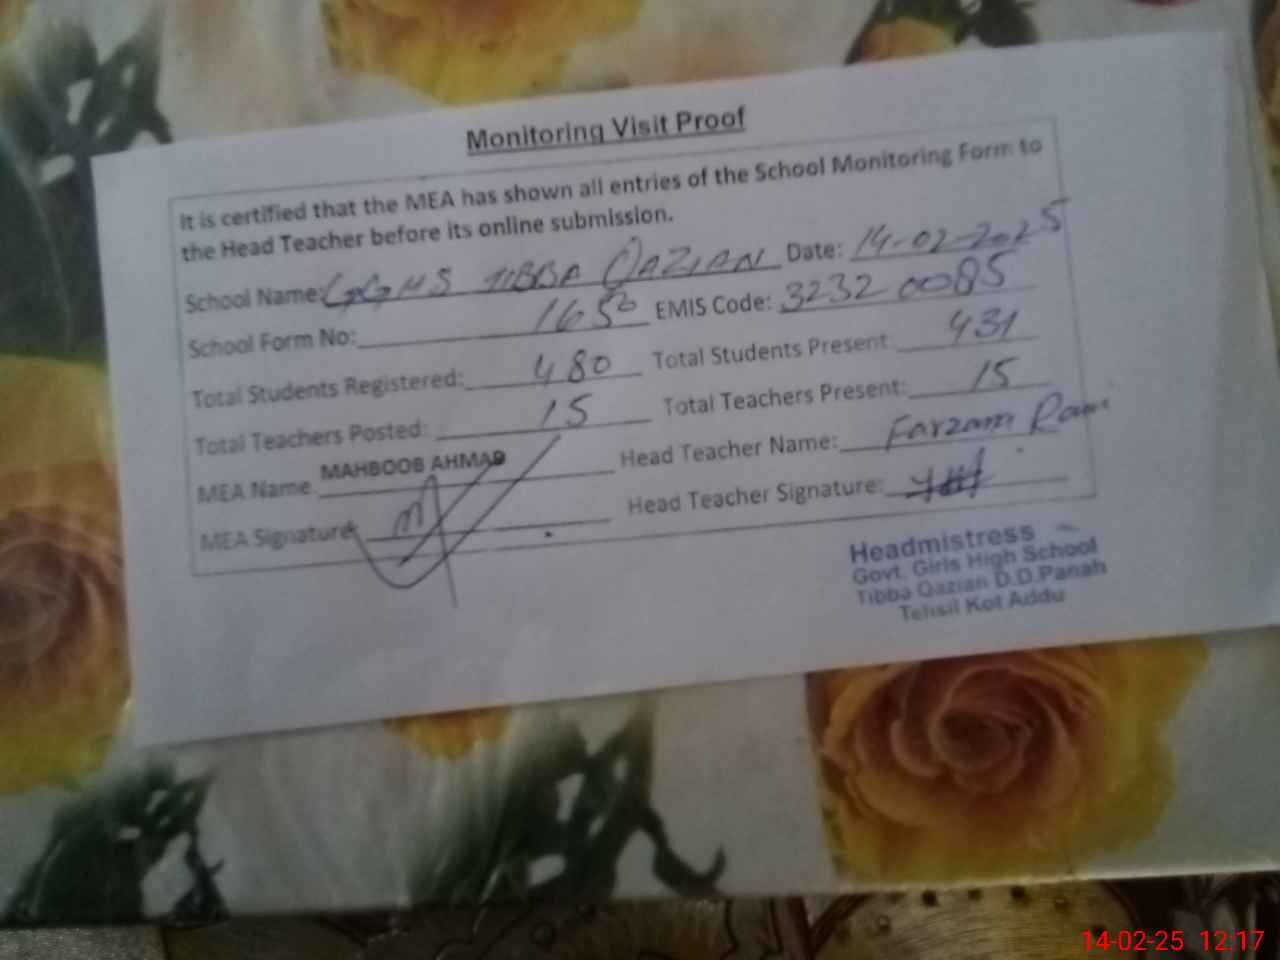 Monitoring Visit Proof
It is certified that the MEA has shown all entries of the School Monitoring Form to
the Head Teacher before its online submission.
School Name: GGHS TIBBA QAZIAN Date: 14-02-2025
School Form No: 1650 EMIS Code: 32320085
Total Students Registered: 480 Total Students Present: 431
Total Teachers Posted: 15 Total Teachers Present: 15
MEA Name MAHBOOB AHMAD Head Teacher Name: Farzana
MEA Signature Head Teacher Signature:
Headmistress
Govt. Girls High School
Tibba Qazian D.D.Panah
Tehsil Kot Addu
14-02-25 12:17